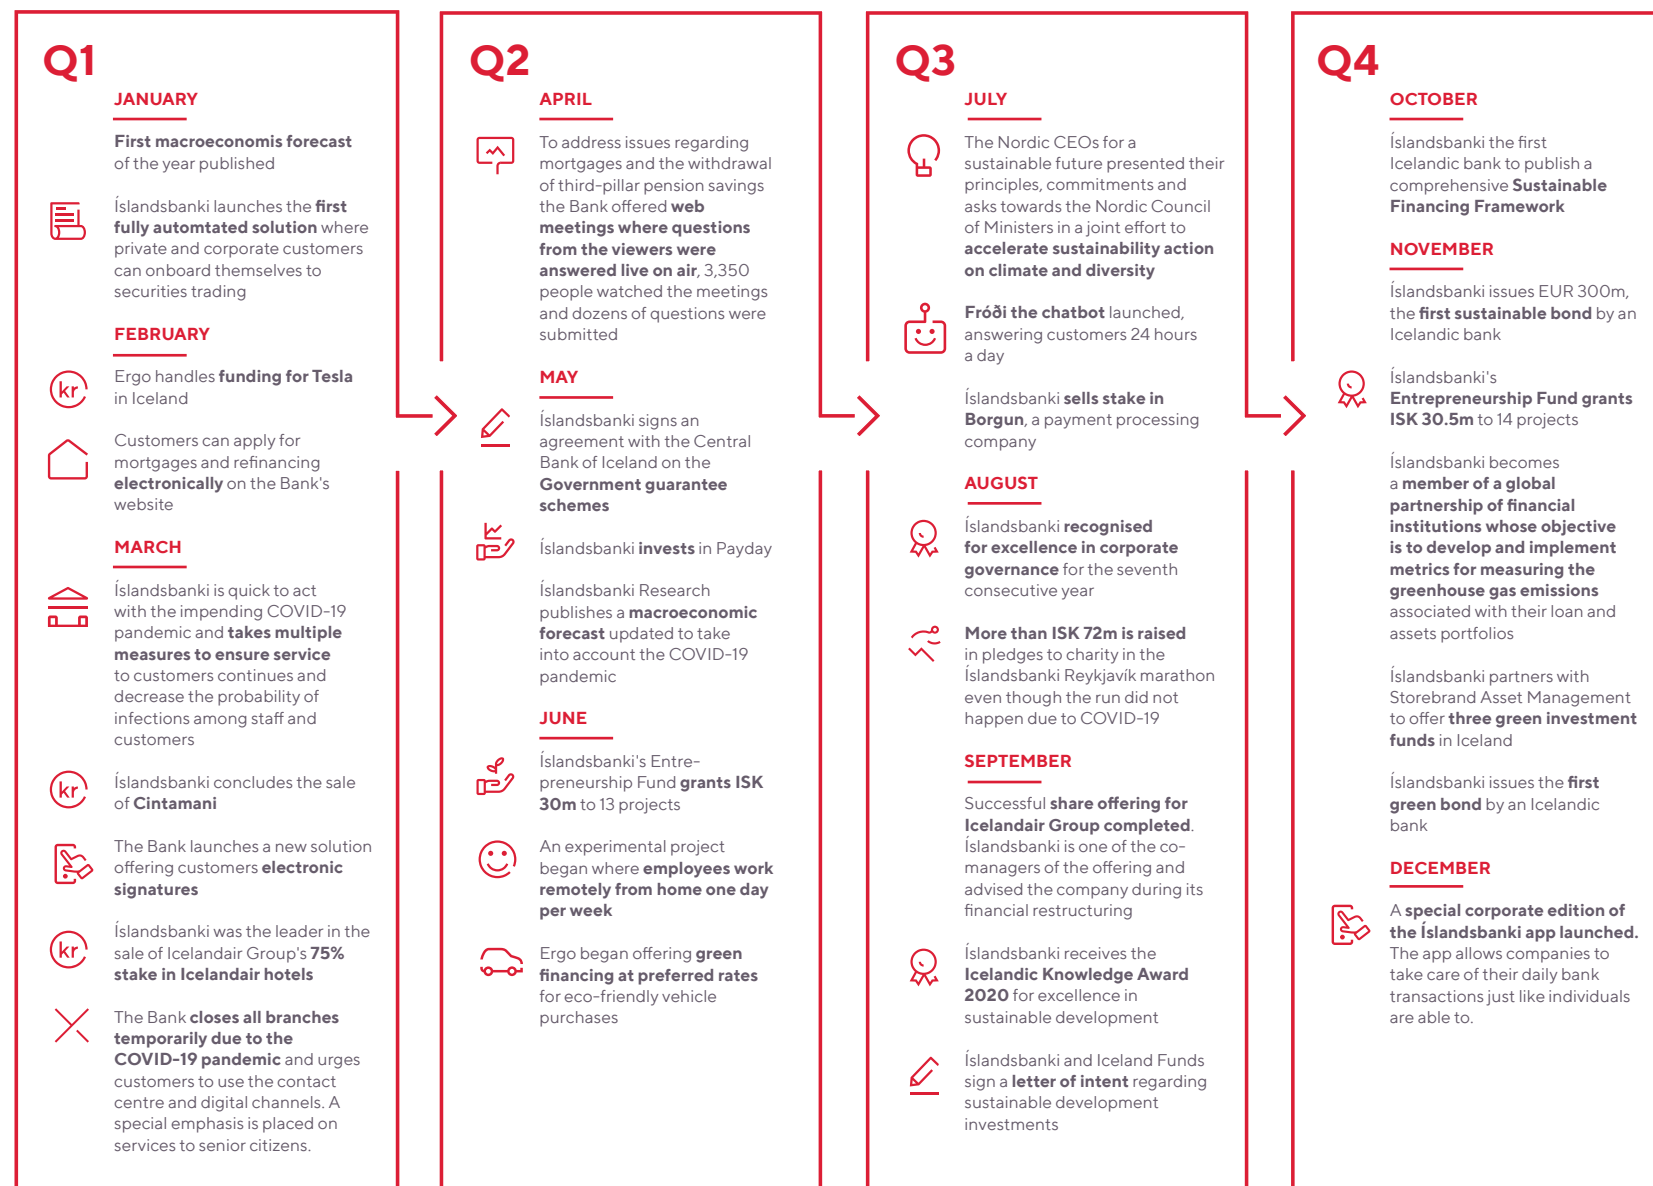 Q1
JANUARY
First macroeconomis forecast
of the year published
Íslandsbanki launches the first
fully automtated solution where
private and corporate customers
can onboard themselves to
securities trading
FEBRUARY
Ergo handles funding for Tesla
in Iceland
kr
Customers can apply for
mortgages and refinancing
electronically on the Bank's
website
MARCH
Íslandsbanki is quick to act
with the impending COVID-19
pandemic and takes multiple
measures to ensure service
to customers continues and
decrease the probability of
infections among staff and
customers
Íslandsbanki concludes the sale
of Cintamani
kr
The Bank launches a new solution
offering customers electronic
signatures
Íslandsbanki was the leader in the
sale of Icelandair Group's 75%
stake in Icelandair hotels
kr
The Bank closes all branches
temporarily due to the
COVID-19 pandemic and urges
customers to use the contact
centre and digital channels. A
special emphasis is placed on
services to senior citizens.
Q2
APRIL
To address issues regarding
mortgages and the withdrawal
of third-pillar pension savings
the Bank offered web
meetings where questions
from the viewers were
answered live on air, 3,350
people watched the meetings
and dozens of questions were
submitted
MAY
Íslandsbanki signs an
agreement with the Central
Bank of Iceland on the
Government guarantee
schemes
Íslandsbanki invests in Payday
Íslandsbanki Research
publishes a macroeconomic
forecast updated to take
into account the COVID-19
pandemic
JUNE
Íslandsbanki's Entre-
preneurship Fund grants ISK
30m to 13 projects
An experimental project
began where employees work
remotely from home one day
per week
Ergo began offering green
financing at preferred rates
for eco-friendly vehicle
purchases
Q3
JULY
The Nordic CEOs for a
sustainable future presented their
principles, commitments and
asks towards the Nordic Council
of Ministers in a joint effort to
accelerate sustainability action
on climate and diversity
Fróði the chatbot launched,
answering customers 24 hours
a day
Íslandsbanki sells stake in
Borgun, a payment processing
company
AUGUST
Íslandsbanki recognised
for excellence in corporate
governance for the seventh
consecutive year
More than ISK 72m is raised
in pledges to charity in the
Íslandsbanki Reykjavík marathon
even though the run did not
happen due to COVID-19
SEPTEMBER
Successful share offering for
Icelandair Group completed.
Íslandsbanki is one of the co-
managers of the offering and
advised the company during its
financial restructuring
Íslandsbanki receives the
Icelandic Knowledge Award
2020 for excellence in
sustainable development
Íslandsbanki and Iceland Funds
sign a letter of intent regarding
sustainable development
investments
Q4
OCTOBER
Íslandsbanki the first
Icelandic bank to publish a
comprehensive Sustainable
Financing Framework
NOVEMBER
Íslandsbanki issues EUR 300m,
the first sustainable bond by an
Icelandic bank
Íslandsbanki's
Entrepreneurship Fund grants
ISK 30.5m to 14 projects
Íslandsbanki becomes
a member of a global
partnership of financial
institutions whose objective
is to develop and implement
metrics for measuring the
greenhouse gas emissions
associated with their loan and
assets portfolios
Íslandsbanki partners with
Storebrand Asset Management
to offer three green investment
funds in Iceland
Íslandsbanki issues the first
green bond by an Icelandic
bank
DECEMBER
A special corporate edition of
the Íslandsbanki app launched.
The app allows companies to
take care of their daily bank
transactions just like individuals
are able to.